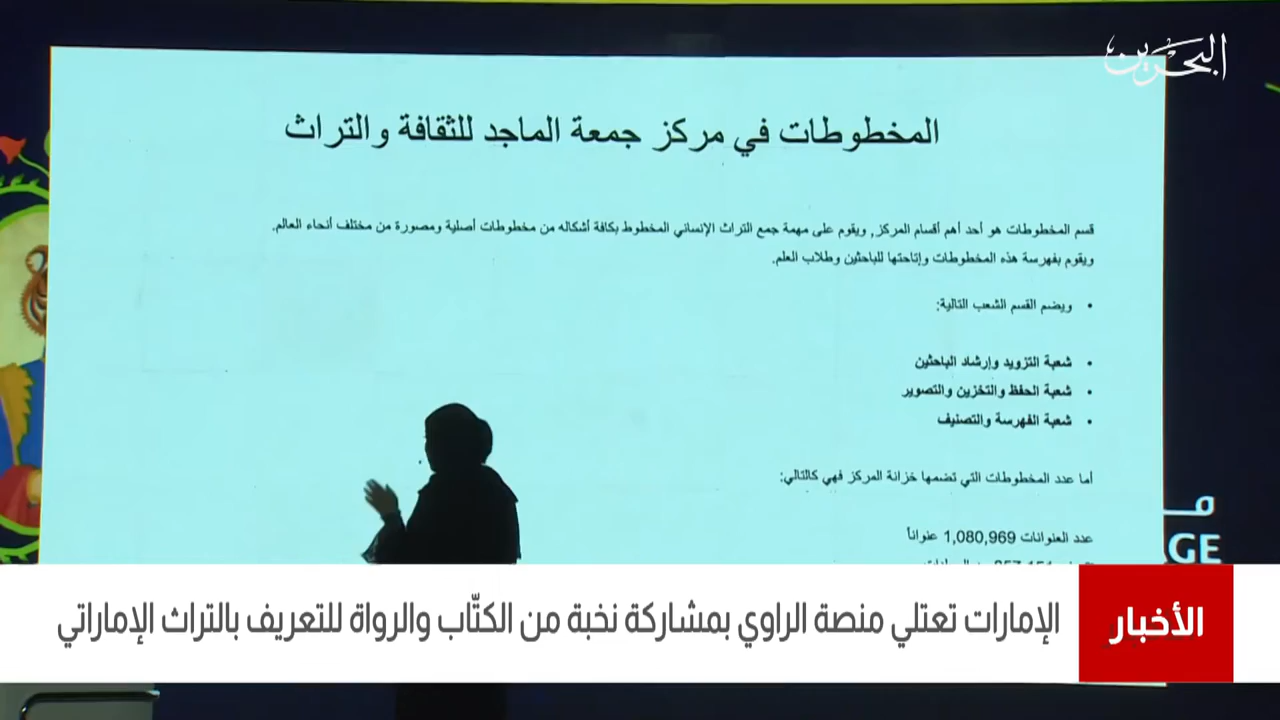 البحرين
المخطوطات في مركز جمعة الماجد للثقافة والتراث
قسم المخطوطات هو أحد أهم أقسام المركز, ويقوم على مهمة جمع التراث الإنساني المخطوط بكافة أشكاله من مخطوطات أصلية ومصورة من مختلف أنحاء العالم.
ويقوم بفهرسة هذه المخطوطات وإتاحتها للباحثين وطلاب العلم.
• ويضم القسم الشعب التالية:
• شعبة التزويد وإرشاد الباحثين
• شعبة الحفظ والتخزين والتصوير
• شعبة الفهرسة والتصنيف
أما عدد المخطوطات التي تضمها خزانة المركز فهي كالتالي:
عدد العنوانات 1,080,969 عنواناً
GE
الأخبار
الإمارات تعتلي منصة الراوي بمشاركة نخبة من الكتّاب والرواة للتعريف بالتراث الإماراتي